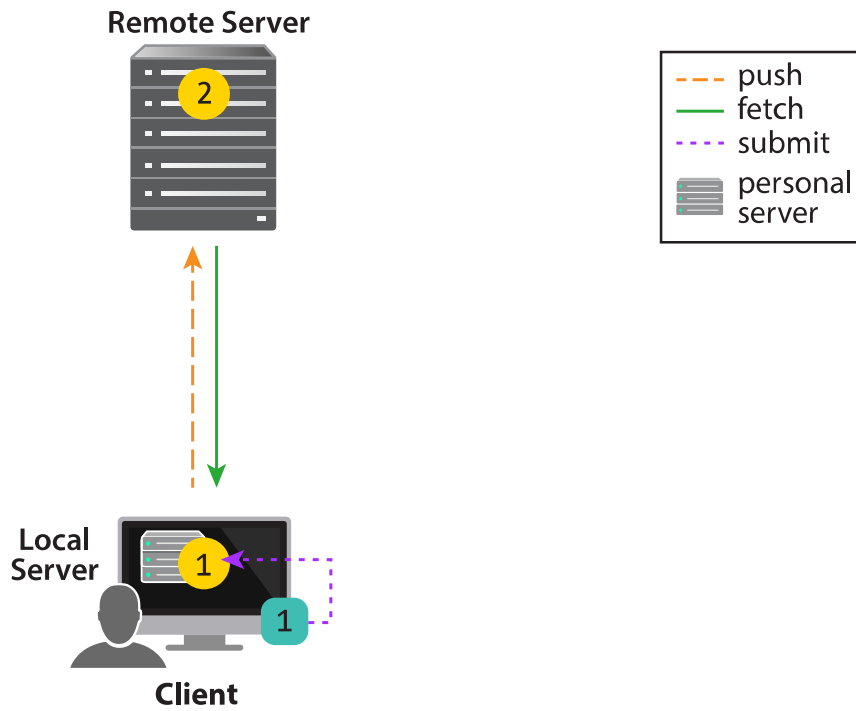 Remote Server
2
push
fetch
submit
personal
server
Local
Server
1
1
Client